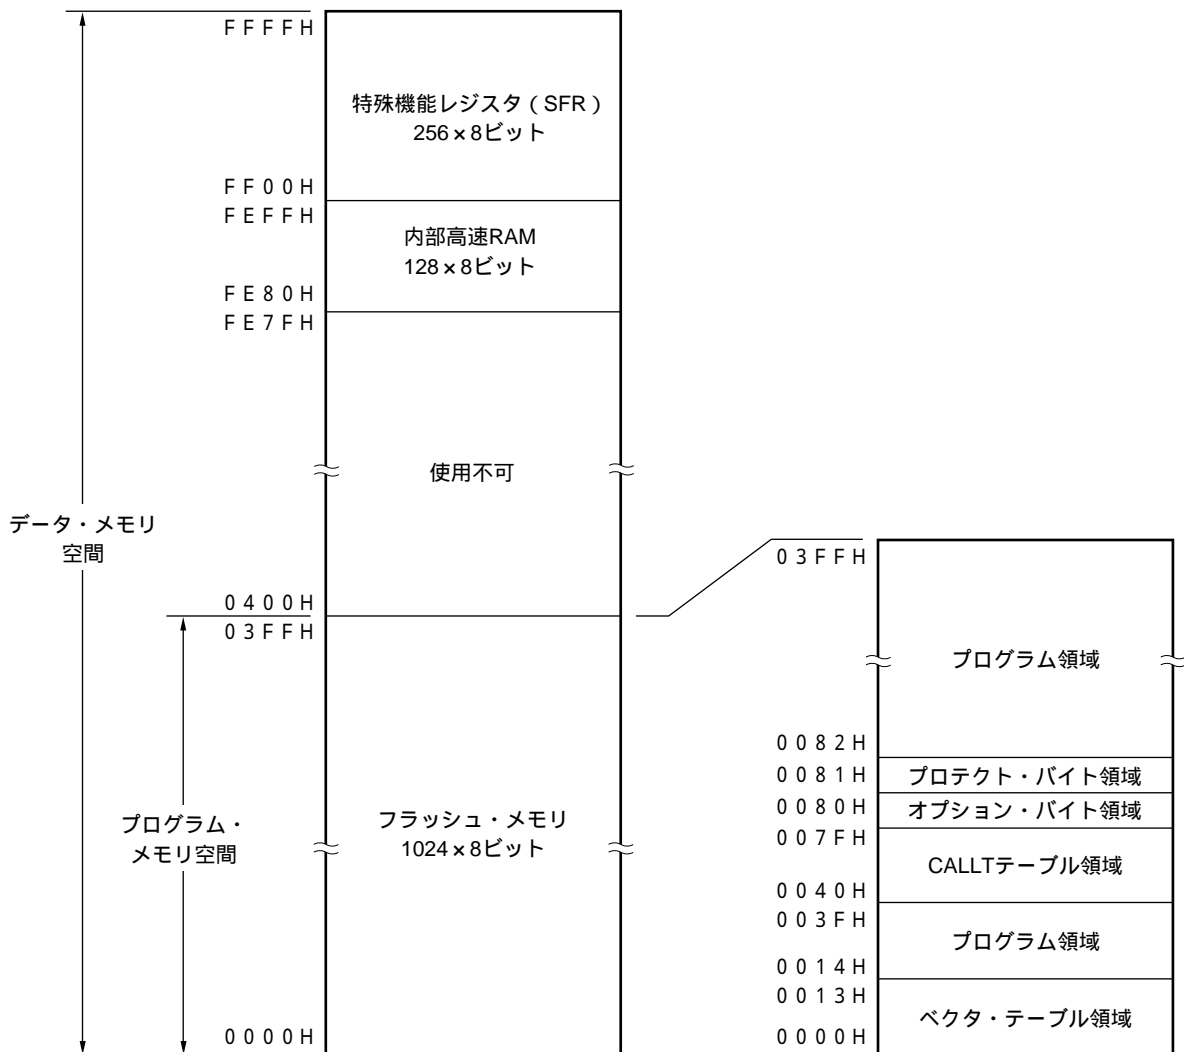 FFFFH
特殊機能レジスタ（SFR）
256×8ビット
FF00H
FEFFH
内部高速RAM
128×8ビット
FE80H
FE7FH
使用不可
データ・メモリ
空間
0400H
03FFH
プログラム・
メモリ空間
フラッシュ・メモリ
1024×8ビット
0000H
03FFH
プログラム領域
0082H
0081H
プロテクト・バイト領域
0080H
オプション・バイト領域
007FH
CALLTテーブル領域
0040H
003FH
プログラム領域
0014H
0013H
ベクタ・テーブル領域
0000H